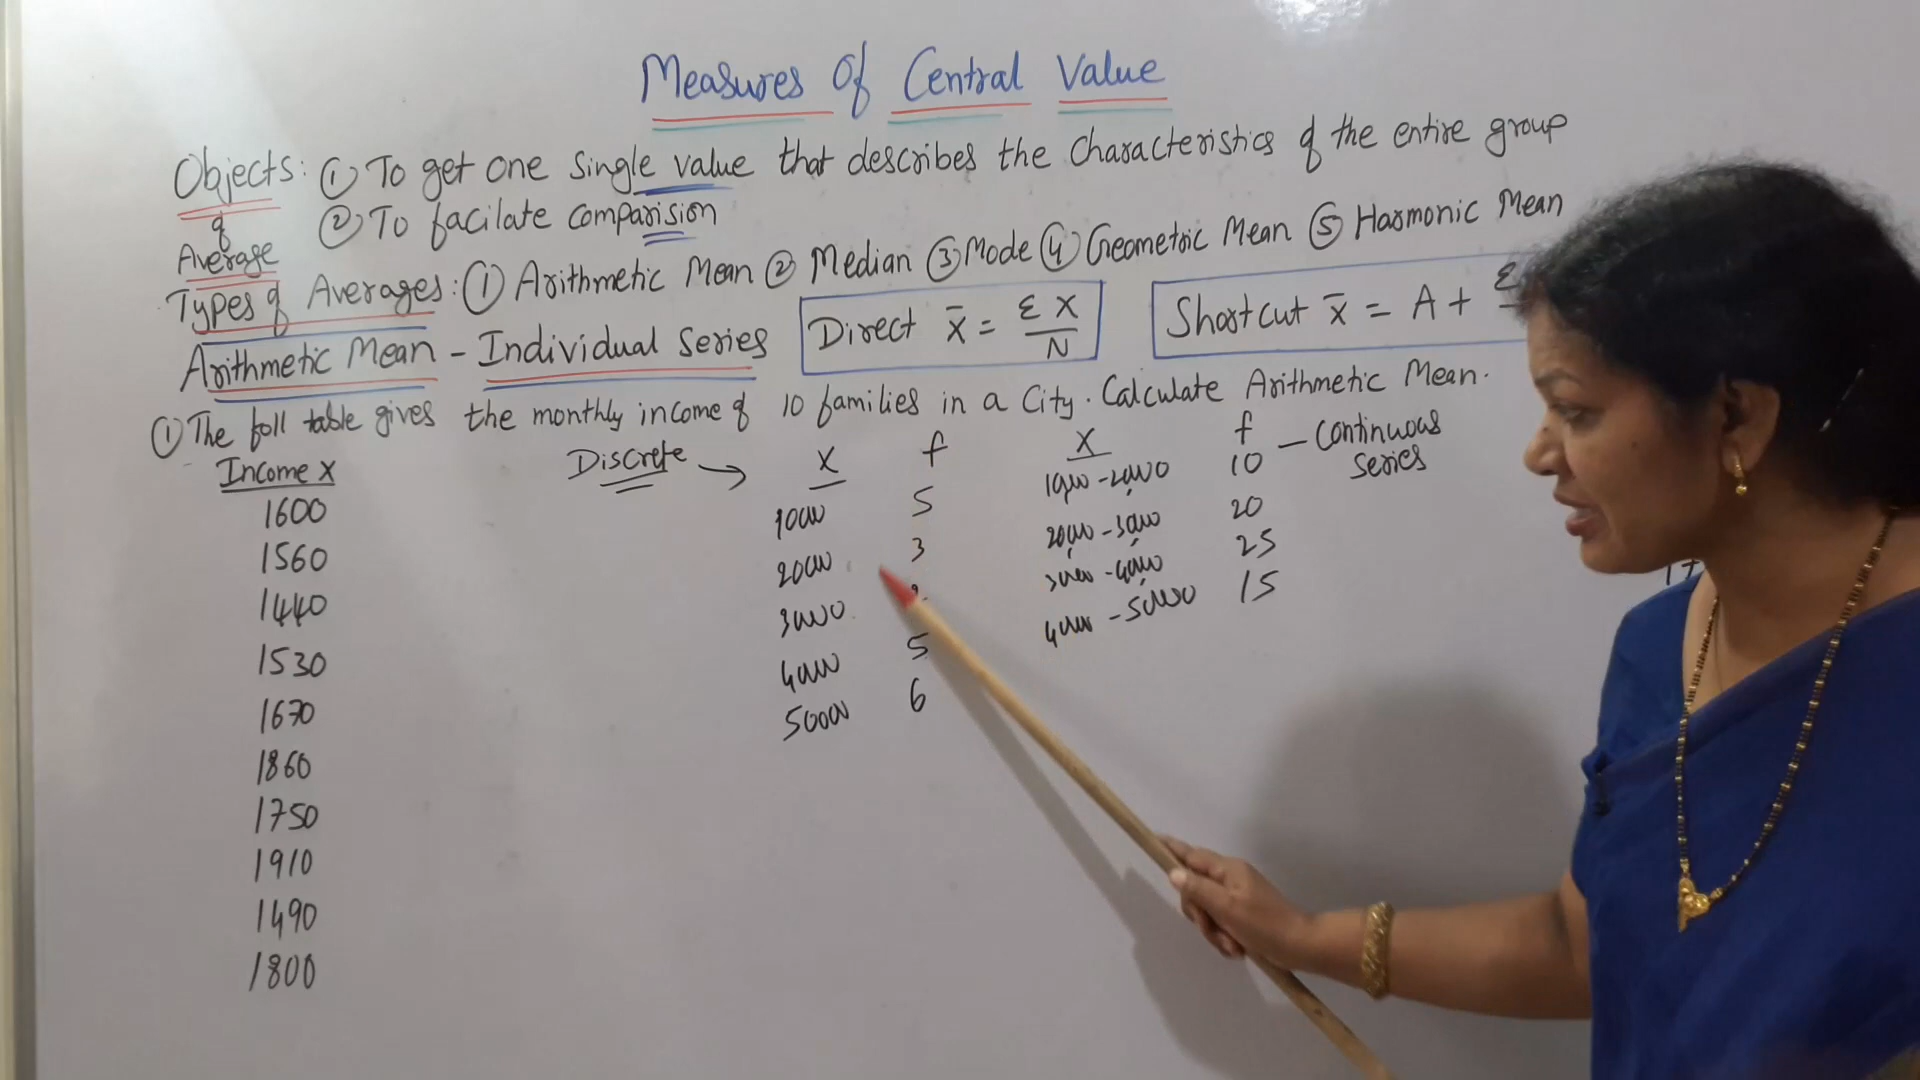 Measures Of Central Value
Objects of Average: ① To get one single value that describes the characteristics of the entire group
② To facilate comparision
Types of Averages: ① Arithmetic Mean ② Median ③ Mode ④ Geometric Mean ⑤ Harmonic Mean
Arithmetic Mean - Individual Series
Direct x̄ = Σ X / N
Shortcut x̄ = A + Σ
① The foll table gives the monthly income of 10 families in a City. Calculate Arithmetic Mean.
Income X
1600
1560
1440
1530
1670
1860
1750
1910
1490
1800
Discrete →
X f
1000 5
2000 3
3000
4000 5
5000 6
X f - Continuous Series
1000-2000 10
2000-3000 20
3000-4000 25
4000-5000 15